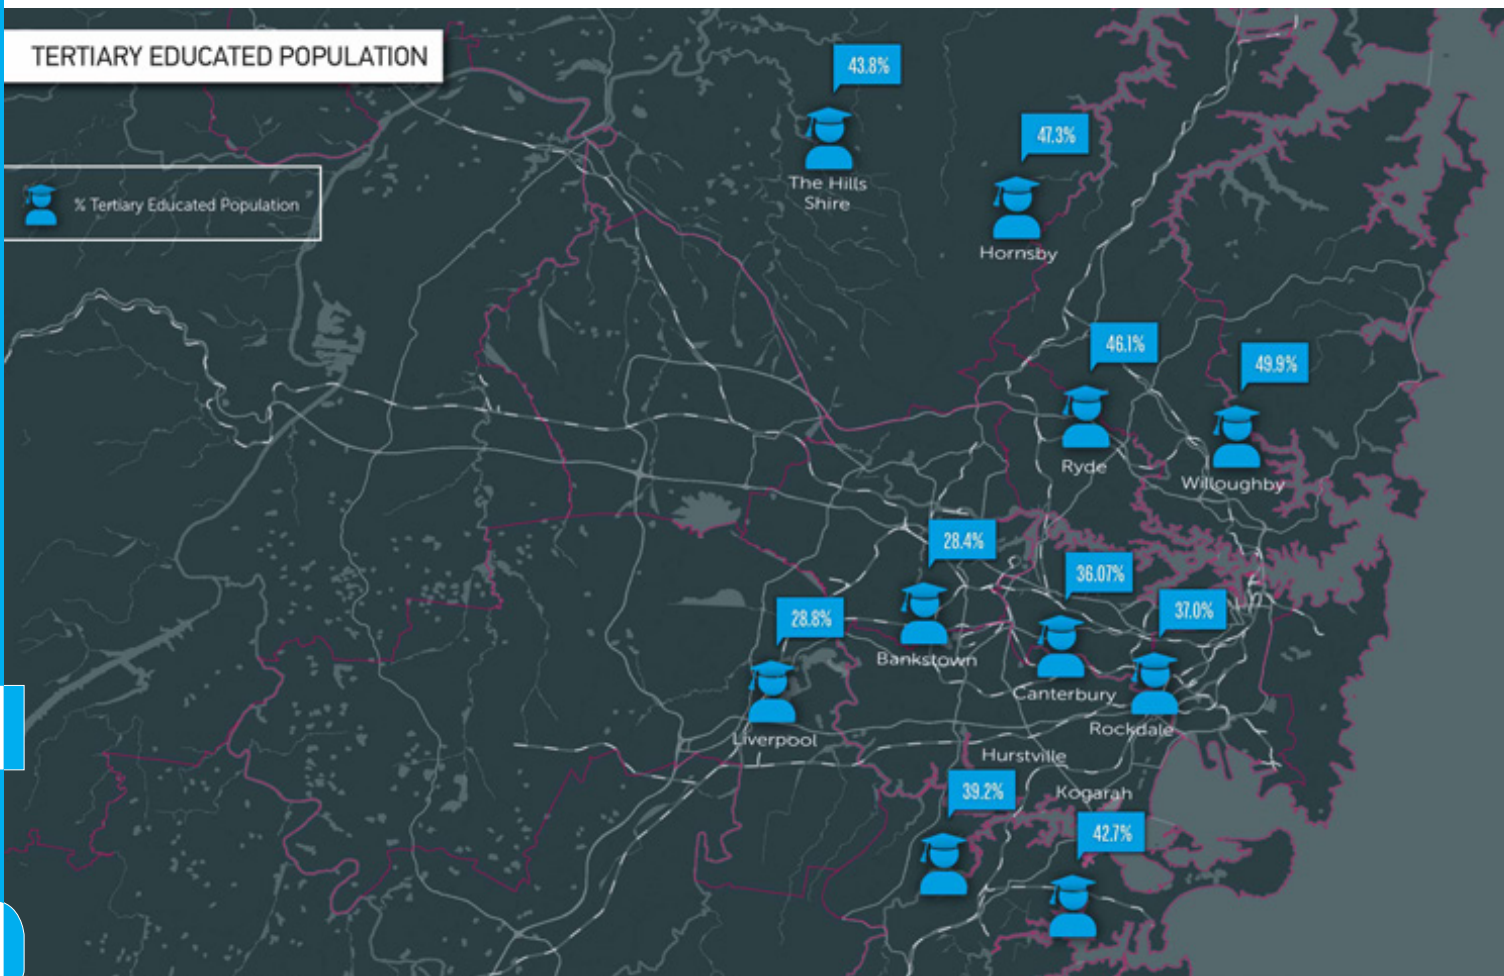 TERTIARY EDUCATED POPULATION
43.8%
The Hills
Shire
47.3%
Hornsby
% Tertiary Educated Population
46.1%
Ryde
49.9%
Willoughby
28.4%
Bankstown
36.07%
Canterbury
37.0%
Rockdale
28.8%
Liverpool
Hurstville
39.2%
Kogarah
42.7%